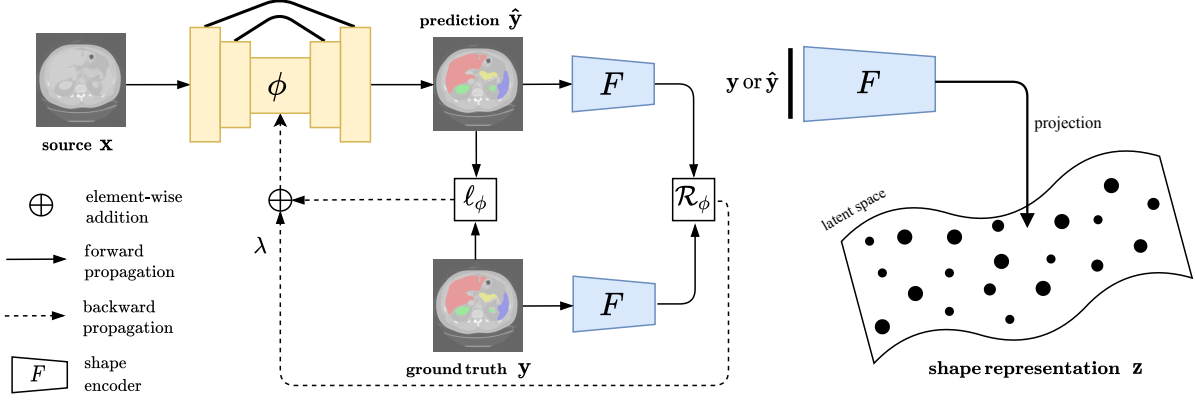 prediction ŷ
ϕ
F
source x
ℓϕ
Rϕ
λ
F
ground truth y
element-wise
addition
forward
propagation
backward
propagation
F
shape
encoder
y or ŷ
F
projection
latent space
shape representation z